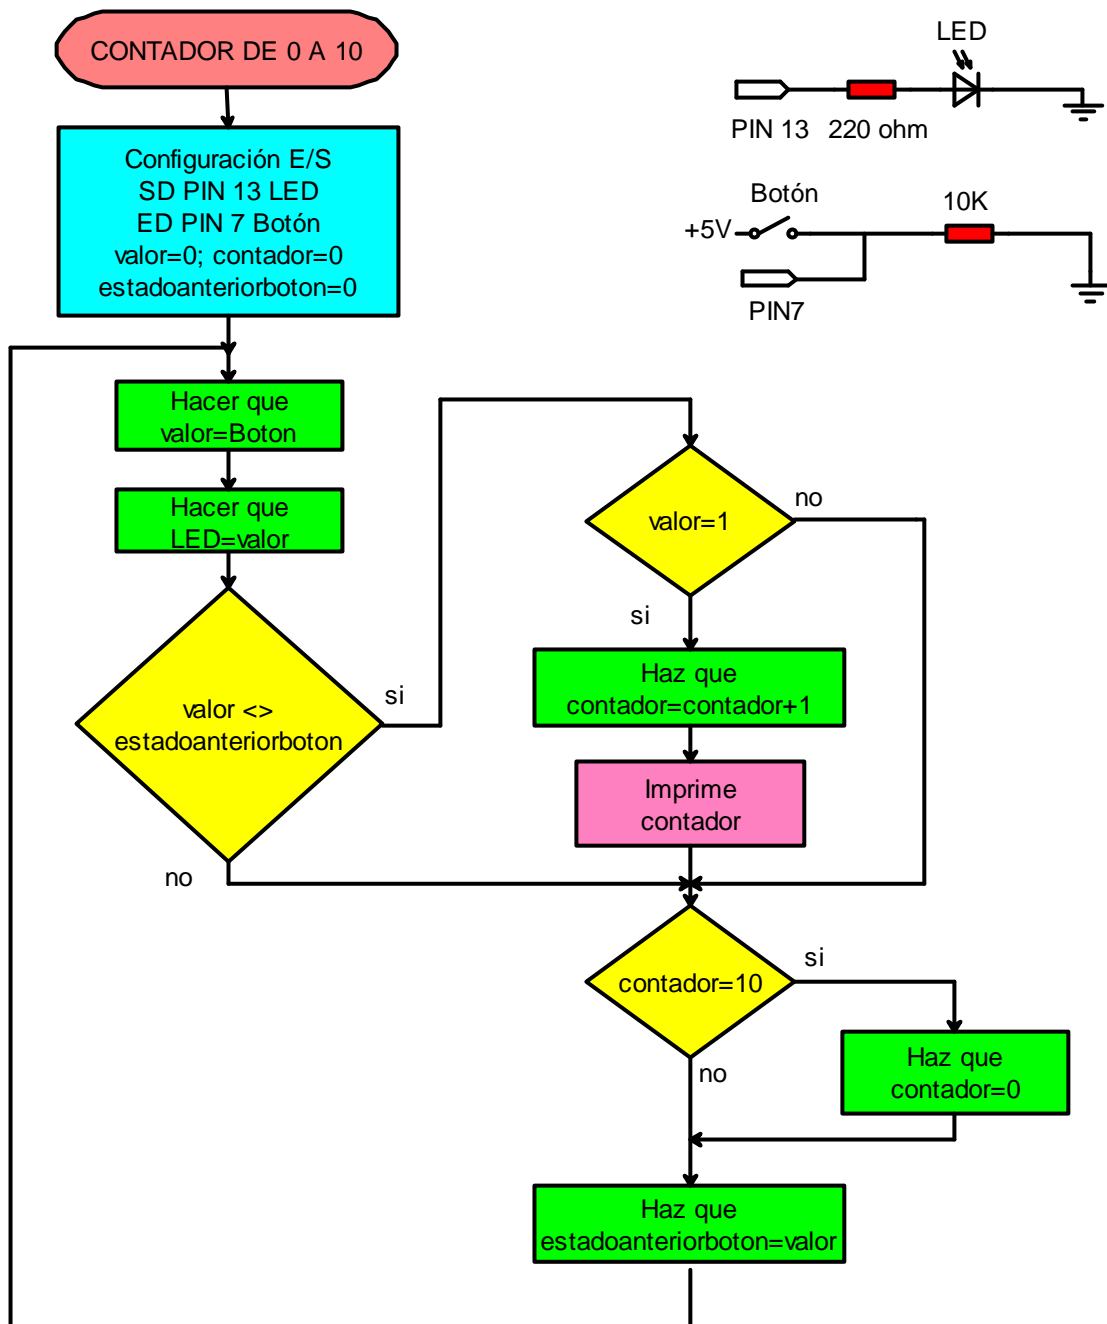 CONTADOR DE 0 A 10
Configuración E/S
SD PIN 13 LED
ED PIN 7 Botón
valor=0; contador=0
estadoanteriorboton=0
LED
PIN 13
220 ohm
Botón
+5V
10K
PIN7
Hacer que
valor=Boton
Hacer que
LED=valor
valor <>
estadoanteriorboton
si
no
valor=1
no
si
Haz que
contador=contador+1
Imprime
contador
contador=10
si
no
Haz que
contador=0
Haz que
estadoanteriorboton=valor